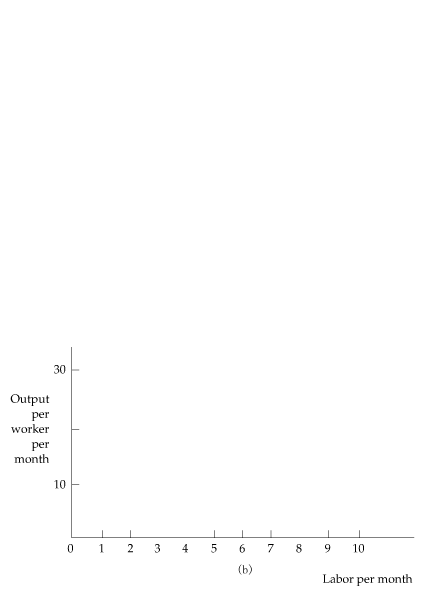 30
Output
per
worker
per
month
10
0 1 2 3 4 5 6 7 8 9 10
(b)
Labor per month